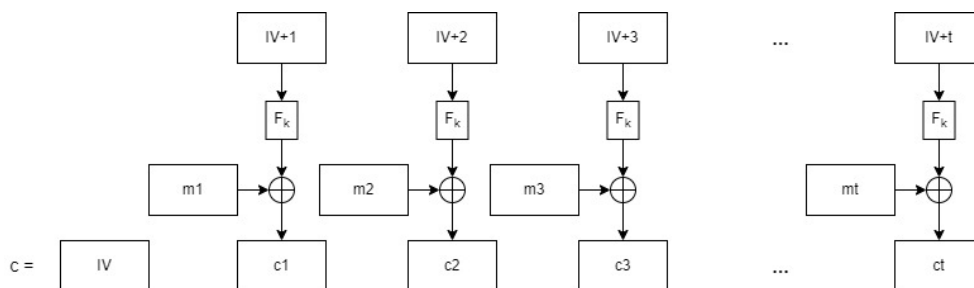 IV+1 IV+2 IV+3 ... IV+t
Fk Fk Fk Fk
m1 m2 m3 mt
c = IV c1 c2 c3 ... ct